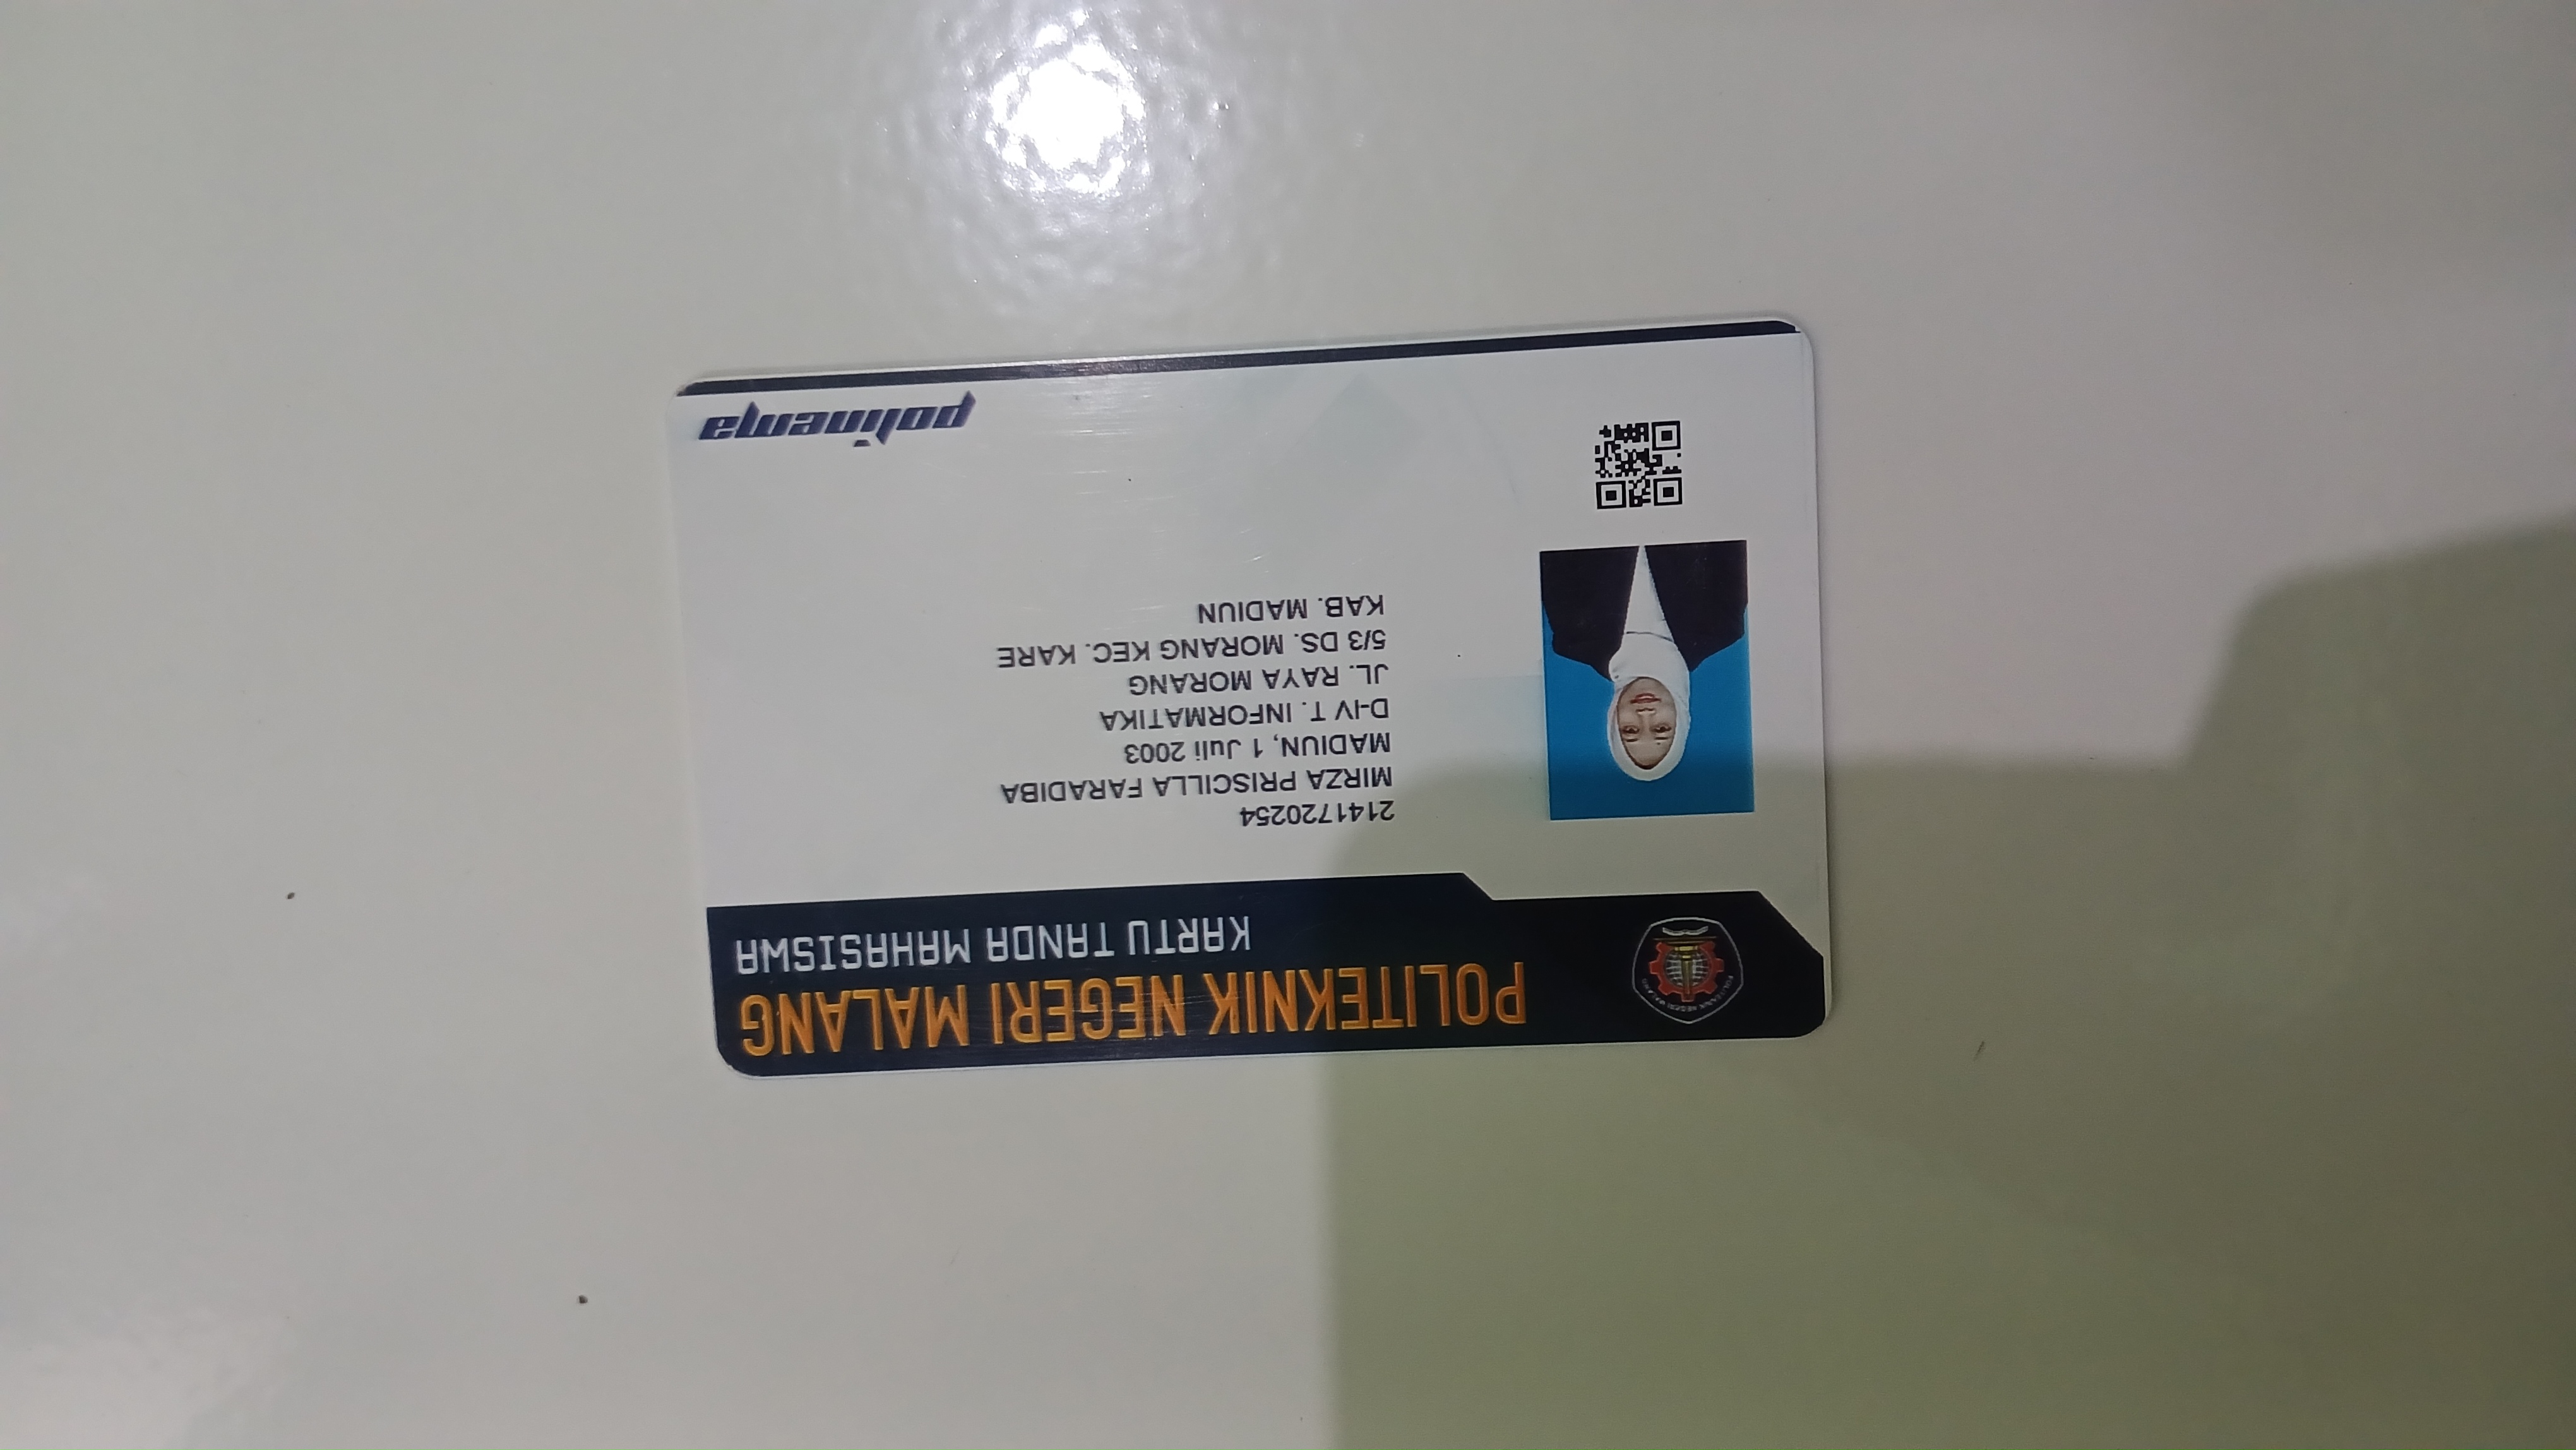 POLITEKNIK NEGERI MALANG
KARTU TANDA MAHASISWA
2141720254
MIRZA PRISCILLA FARADIBA
MADIUN, 1 Juli 2003
D-IV T. INFORMATIKA
JL. RAYA MORANG
5/3 DS. MORANG KEC. KARE
KAB. MADIUN
polinema